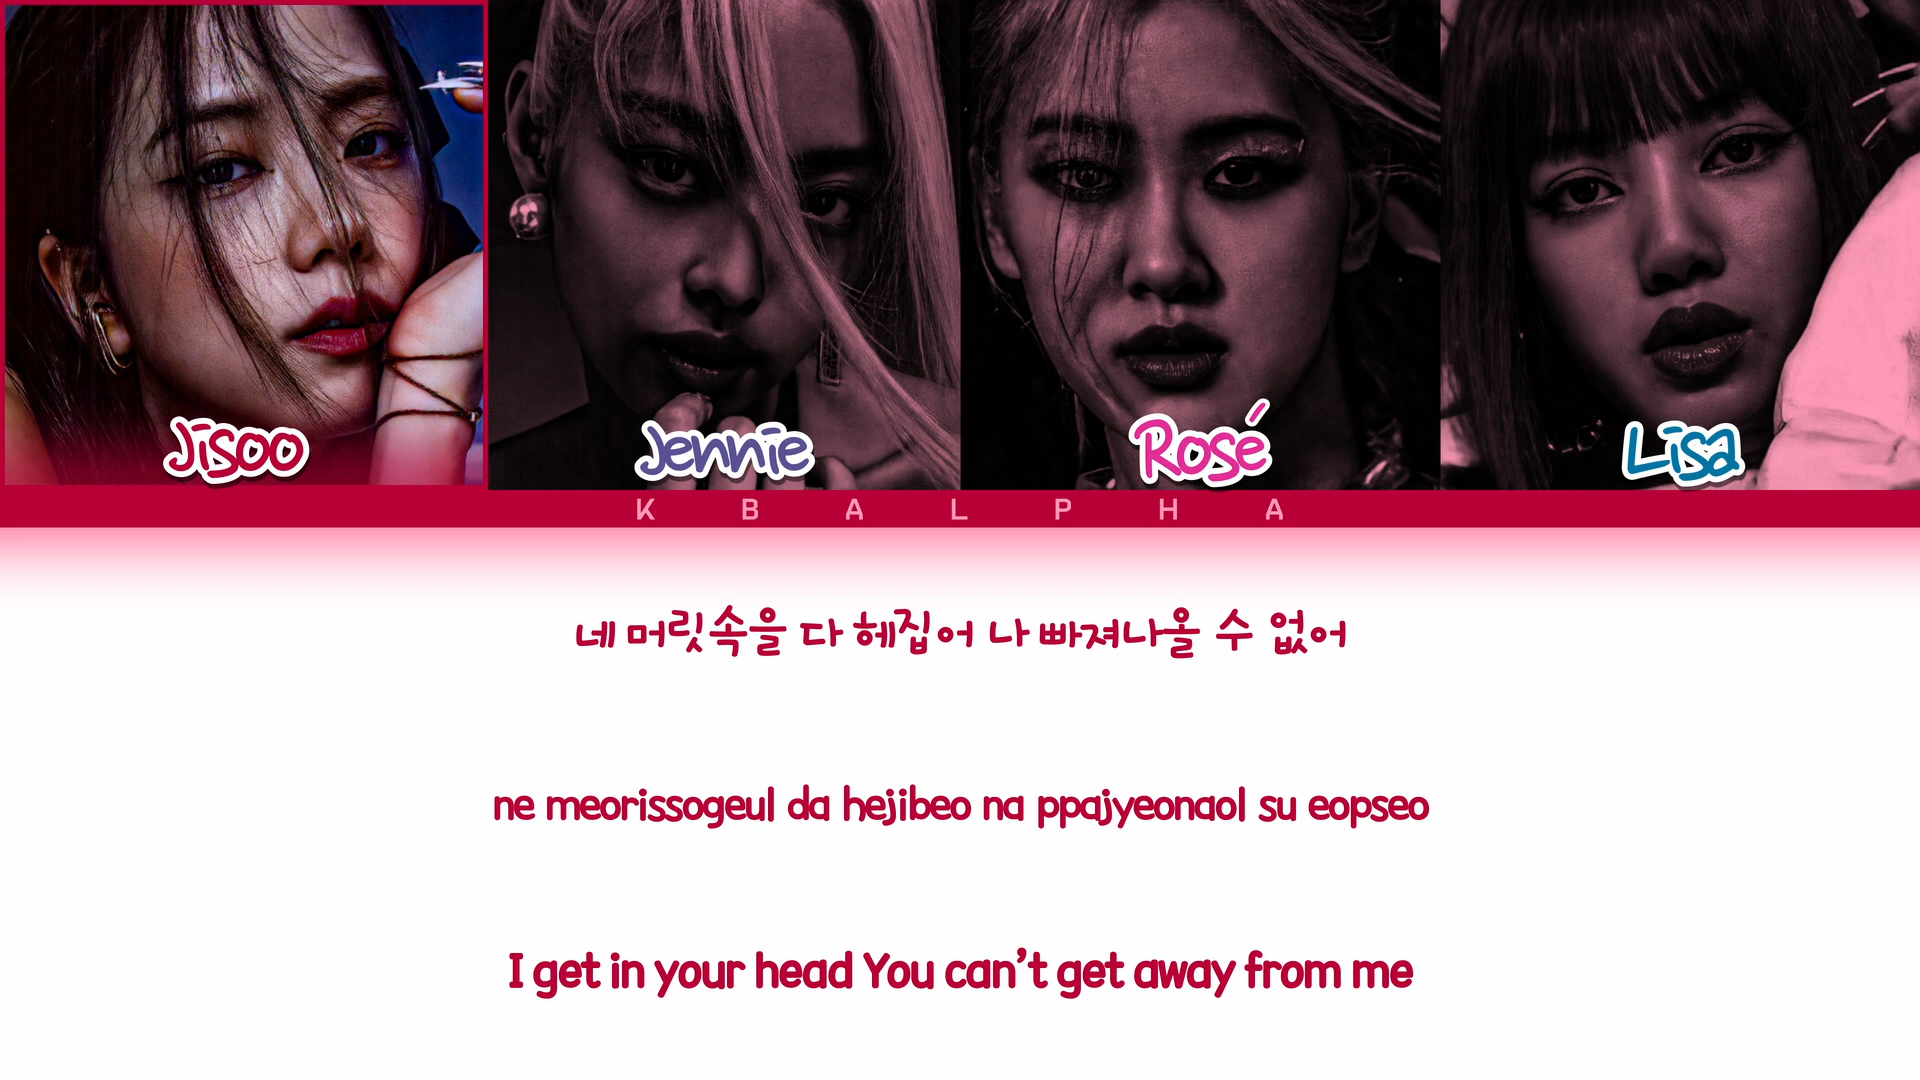 Jisoo
Jennie
Rosé
Lisa
K B A L P H A
네 머릿속을 다 헤집어 나 빠져나올 수 없어
ne meorissogeul da hejibeo na ppajyeonaol su eopseo
I get in your head You can't get away from me